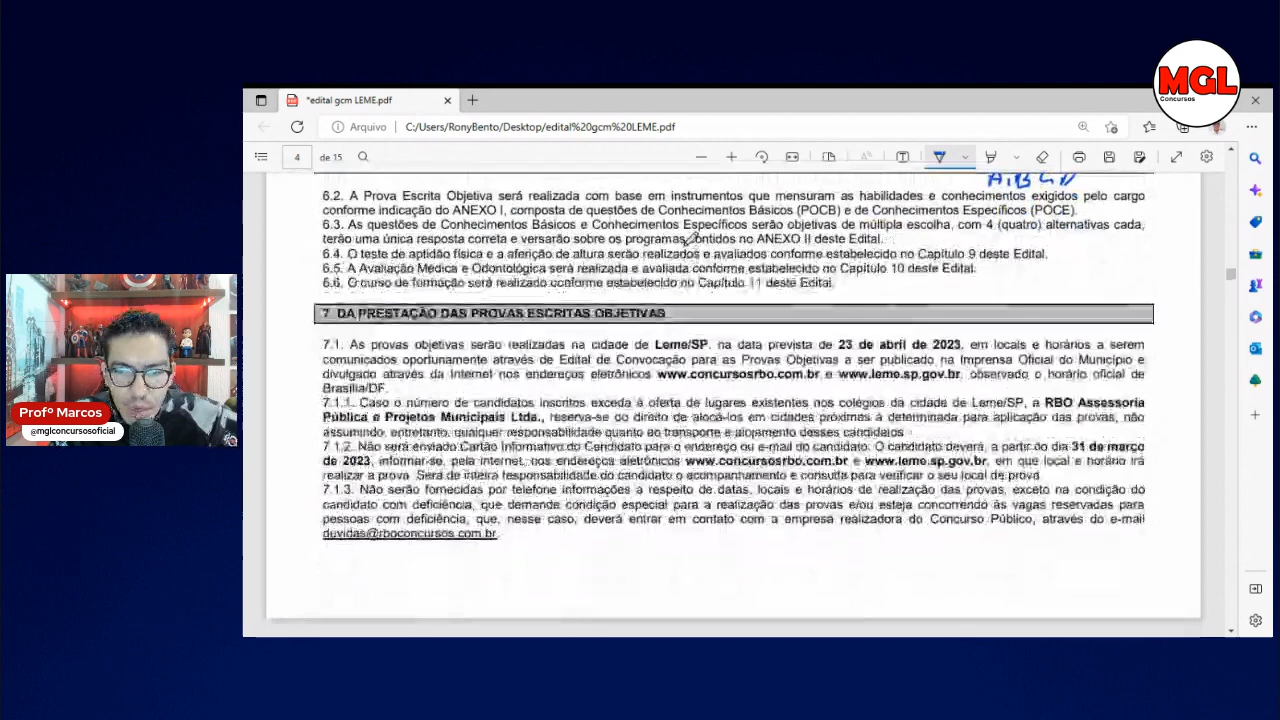 MGL
Concursos
*edital gcm LEME.pdf
Arquivo C:/Users/RonyBento/Desktop/edital%20gcm%20LEME.pdf
4 de 15
A, B C D
6.2. A Prova Escrita Objetiva será realizada com base em instrumentos que mensuram as habilidades e conhecimentos exigidos pelo cargo
conforme indicação do ANEXO I, composta de questões de Conhecimentos Básicos (POCB) e de Conhecimentos Específicos (POCE).
6.3. As questões de Conhecimentos Básicos e Conhecimentos Específicos serão objetivas de múltipla escolha, com 4 (quatro) alternativas cada,
terão uma única resposta correta e versarão sobre os programas contidos no ANEXO II deste Edital.
6.4. O teste de aptidão física e a aferição de altura serão realizados e avaliados conforme estabelecido no Capítulo 9 deste Edital.
6.5. A Avaliação Médica e Odontológica será realizada e avaliada conforme estabelecido no Capítulo 10 deste Edital.
6.6. O curso de formação será realizado conforme estabelecido no Capítulo 11 deste Edital.
7 DA PRESTAÇÃO DAS PROVAS ESCRITAS OBJETIVAS
7.1. As provas objetivas serão realizadas na cidade de Leme/SP, na data prevista de 23 de abril de 2023, em locais e horários a serem
comunicados oportunamente através de Edital de Convocação para as Provas Objetivas a ser publicado na Imprensa Oficial do Município e
divulgado através da Internet nos endereços eletrônicos www.concursosrbo.com.br e www.leme.sp.gov.br, observado o horário oficial de
Brasília/DF.
7.1.1. Caso o número de candidatos inscritos exceda à oferta de lugares existentes nos colégios da cidade de Leme/SP, a RBO Assessoria
Pública e Projetos Municipais Ltda., reserva-se do direito de alocá-los em cidades próximas à determinada para aplicação das provas, não
assumindo, entretanto, qualquer responsabilidade quanto ao transporte e alojamento desses candidatos.
7.1.2. Não será enviado Cartão Informativo do Candidato para o endereço ou e-mail do candidato. O candidato deverá, a partir do dia 31 de março
de 2023, informar-se, pela internet, nos endereços eletrônicos www.concursosrbo.com.br e www.leme.sp.gov.br, em que local e horário irá
realizar a prova. Será de inteira responsabilidade do candidato o acompanhamento e consulta para verificar o seu local de prova.
7.1.3. Não serão fornecidas por telefone informações a respeito de datas, locais e horários de realização das provas, exceto na condição do
candidato com deficiência, que demande condição especial para a realização das provas e/ou esteja concorrendo às vagas reservadas para
pessoas com deficiência, que, nesse caso, deverá entrar em contato com a empresa realizadora do Concurso Público, através do e-mail
duvidas@rboconcursos.com.br.
Profº Marcos
@mglconcursosoficial